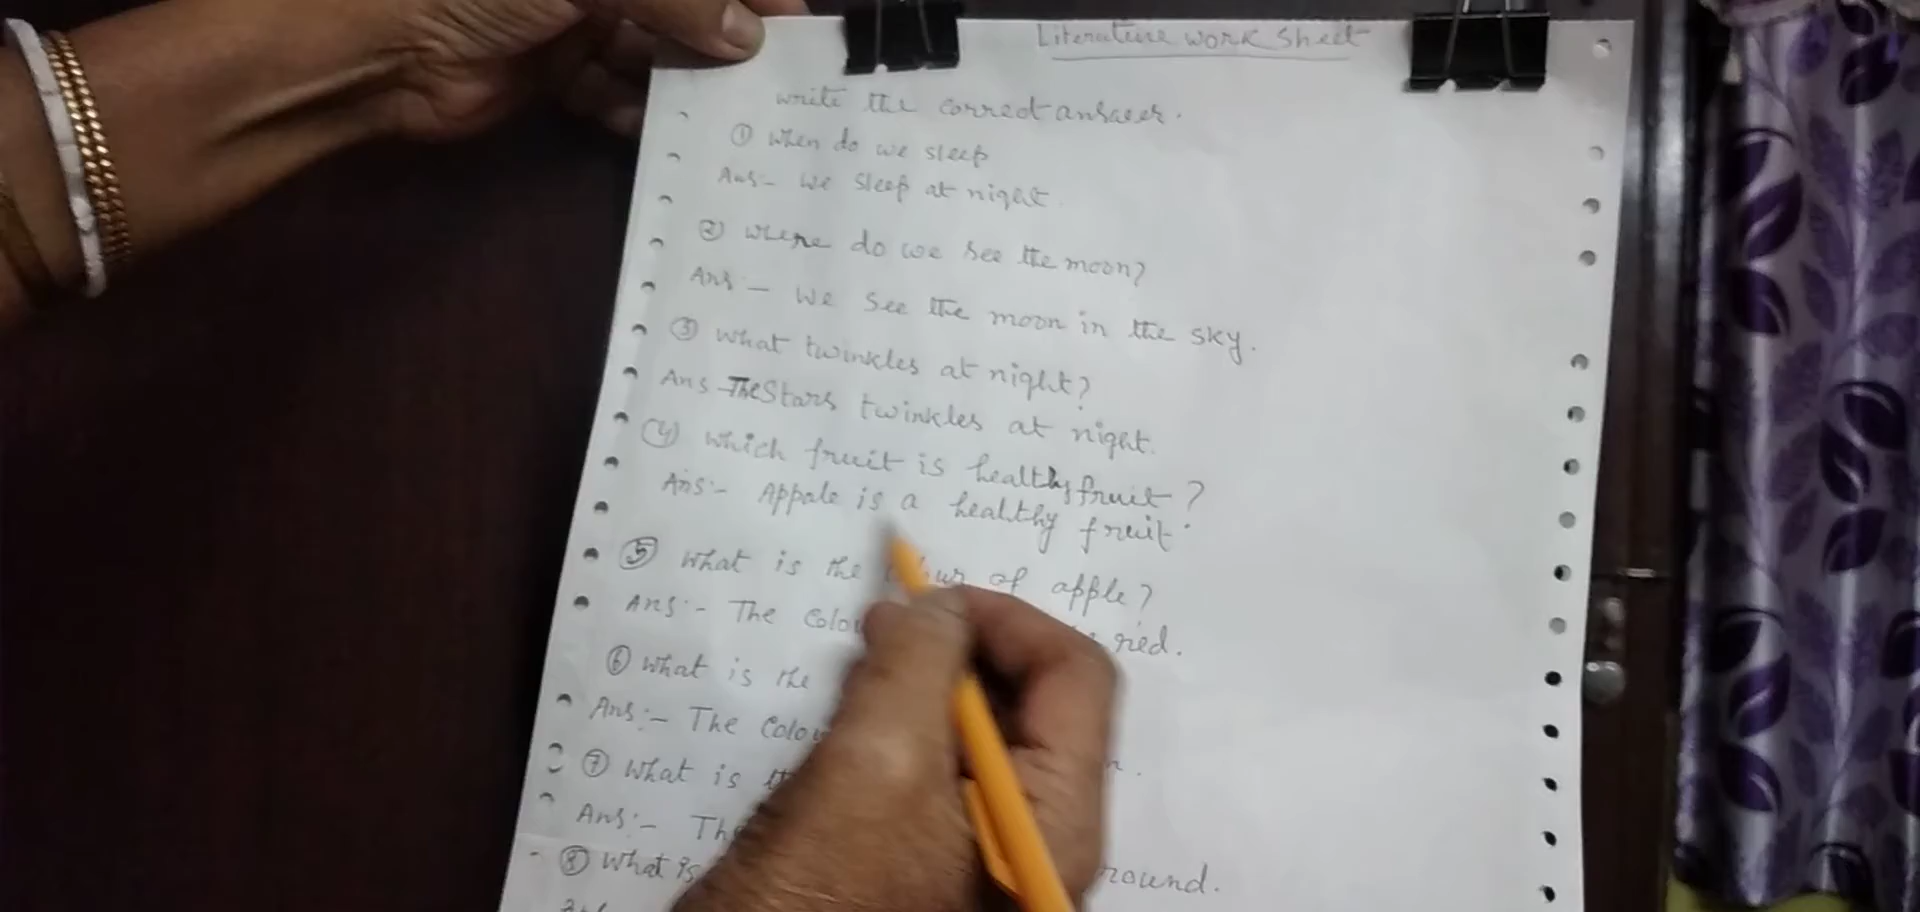 Literature work sheet
write the correct answer.
① when do we sleep
Ans:- we sleep at night.
② where do we see the moon?
Ans:- we see the moon in the sky.
③ what twinkles at night?
Ans-The Stars twinkles at night.
(4) which fruit is healthy fruit?
Ans:- Appale is a healthy fruit.
⑤ what is the of apple?
Ans:- The red.
⑥ what is the
Ans:- The
⑦ what is
Ans:-
⑧ what is round.